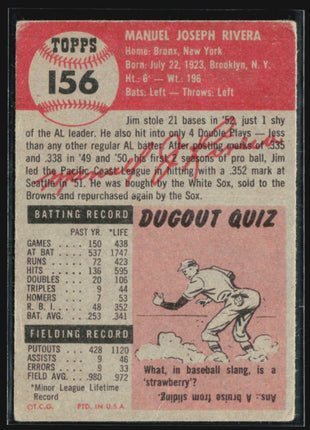 TOPPS
156
MANUEL JOSEPH RIVERA
Home: Bronx, New York
Born: July 22, 1923, Brooklyn, N. Y.
Ht.: 6' — Wt.: 196
Bats: Left - Throws: Left
Jim stole 21 bases in '52, just 1 shy of
the AL leader. He also hit into only 4 Double Plays — less
than any other regular AL batter. After posting marks of .335
and .338 in '49 and '50, his first 2 seasons of pro ball, Jim
led the Pacific Coast League in hitting with a .352 mark at
Seattle in '51. He was bought by the White Sox, sold to the
Browns and repurchased again by the Sox.
BATTING RECORD
PAST YR. *LIFE
GAMES 150 438
AT BAT 537 1747
RUNS 72 423
HITS 136 595
DOUBLES 20 135
TRIPLES 9 44
HOMERS 7 53
R. B. I. 48 352
BAT. AVG. .253 .341
FIELDING RECORD
PUTOUTS 428 1120
ASSISTS 9 46
ERRORS 9 33
FIELD AVG. .980 .972
*Minor League Lifetime
Record
©T.C.G. PTD. IN U.S.A.
DUGOUT QUIZ
What, in baseball slang, is a
'strawberry'?
Ans.: A bruise from sliding.